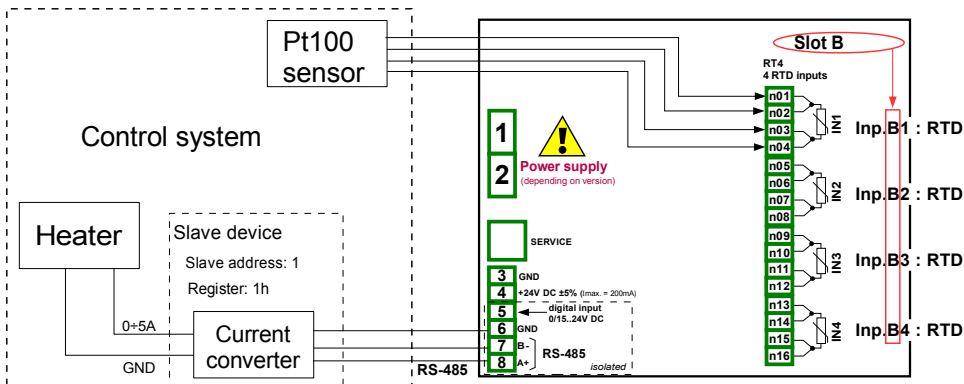 Pt100
sensor
Control system
Heater
Slave device
Slave address: 1
Register: 1h
0÷5A
GND
Current
converter
RS-485
1
2
Power supply
(depending on version)
SERVICE
3 GND
4 +24V DC ±5% (Imax. = 200mA)
5 digital input
0/15..24V DC
6 GND
7 B-
8 A+
RS-485
isolated
Slot B
RT4
4 RTD inputs
n01
n02
n03
n04
IN1
Inp.B1 : RTD
n05
n06
n07
n08
IN2
Inp.B2 : RTD
n09
n10
n11
n12
IN3
Inp.B3 : RTD
n13
n14
n15
n16
IN4
Inp.B4 : RTD